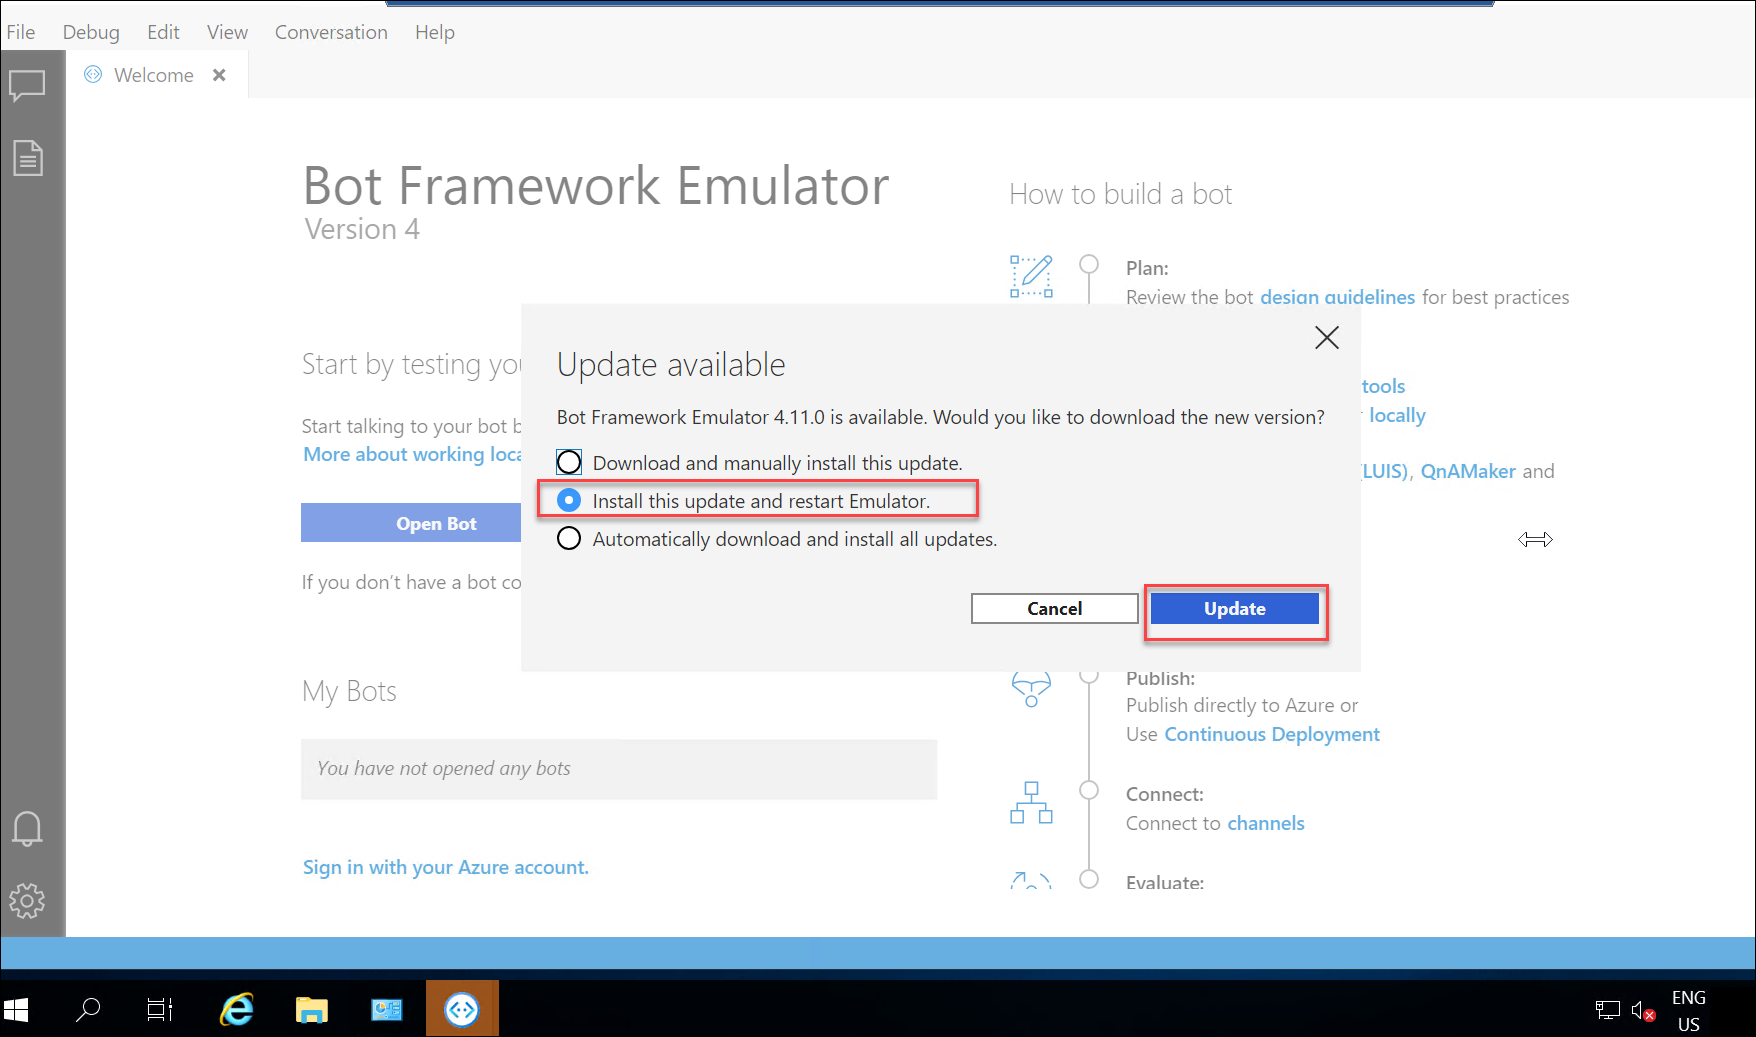 File Debug Edit View Conversation Help
Welcome
Bot Framework Emulator
Version 4
How to build a bot
Plan:
Review the bot design guidelines for best practices
Start by testing
Start talking to your bot
More about working
Open Bot
If you don't have a bot
Update available
Bot Framework Emulator 4.11.0 is available. Would you like to download the new version?
Download and manually install this update.
Install this update and restart Emulator.
Automatically download and install all updates.
Cancel Update
tools
locally
(LUIS), QnAMaker and
My Bots
You have not opened any bots
Sign in with your Azure account.
Publish:
Publish directly to Azure or
Use Continuous Deployment
Connect:
Connect to channels
Evaluate:
ENG
US